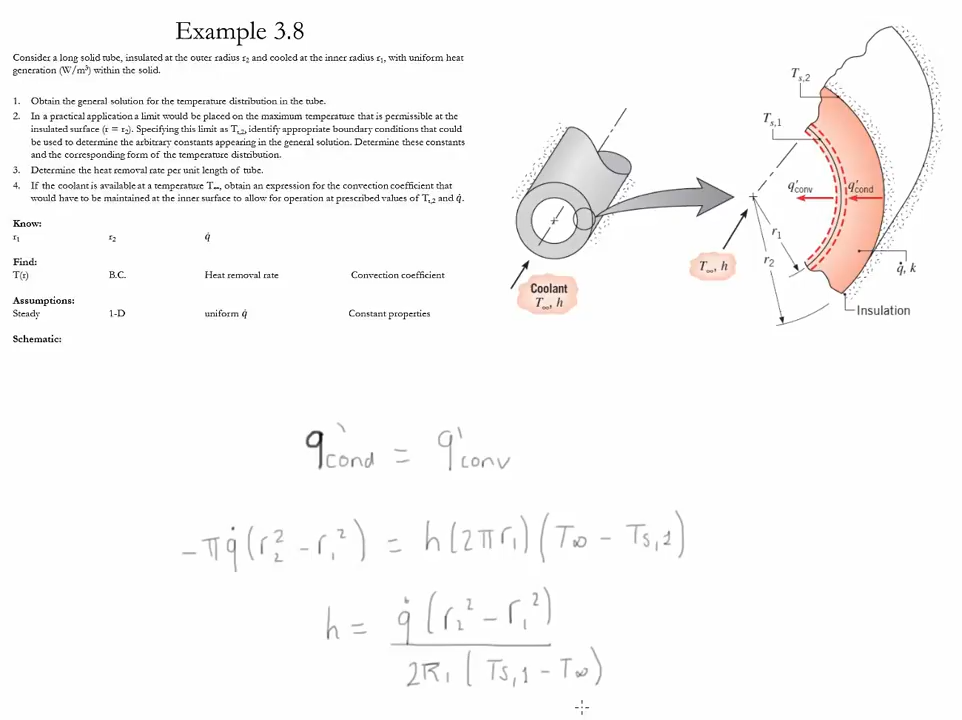 Example 3.8
Consider a long solid tube, insulated at the outer radius r₂ and cooled at the inner radius r₁, with uniform heat
generation (W/m³) within the solid.
1. Obtain the general solution for the temperature distribution in the tube.
2. In a practical application a limit would be placed on the maximum temperature that is permissible at the
insulated surface (r = r₂). Specifying this limit as Tₛ,₂, identify appropriate boundary conditions that could
be used to determine the arbitrary constants appearing in the general solution. Determine these constants
and the corresponding form of the temperature distribution.
3. Determine the heat removal rate per unit length of tube.
4. If the coolant is available at a temperature T∞, obtain an expression for the convection coefficient that
would have to be maintained at the inner surface to allow for operation at prescribed values of Tₛ,₂ and q̇.
Know:
r₁ r₂ q̇
Find:
T(r) B.C. Heat removal rate Convection coefficient
Assumptions:
Steady 1-D uniform q̇ Constant properties
Schematic:
Coolant
T∞, h
Tₛ,₂
Tₛ,₁
q′conv
q′cond
r₁
r₂
T∞, h
q̇, k
Insulation
q'cond = q'conv
-πq̇(r₂² - r₁²) = h(2πr₁)(T∞ - Ts,1)
h = q̇(r₂² - r₁²)
2r₁(Ts,1 - T∞)